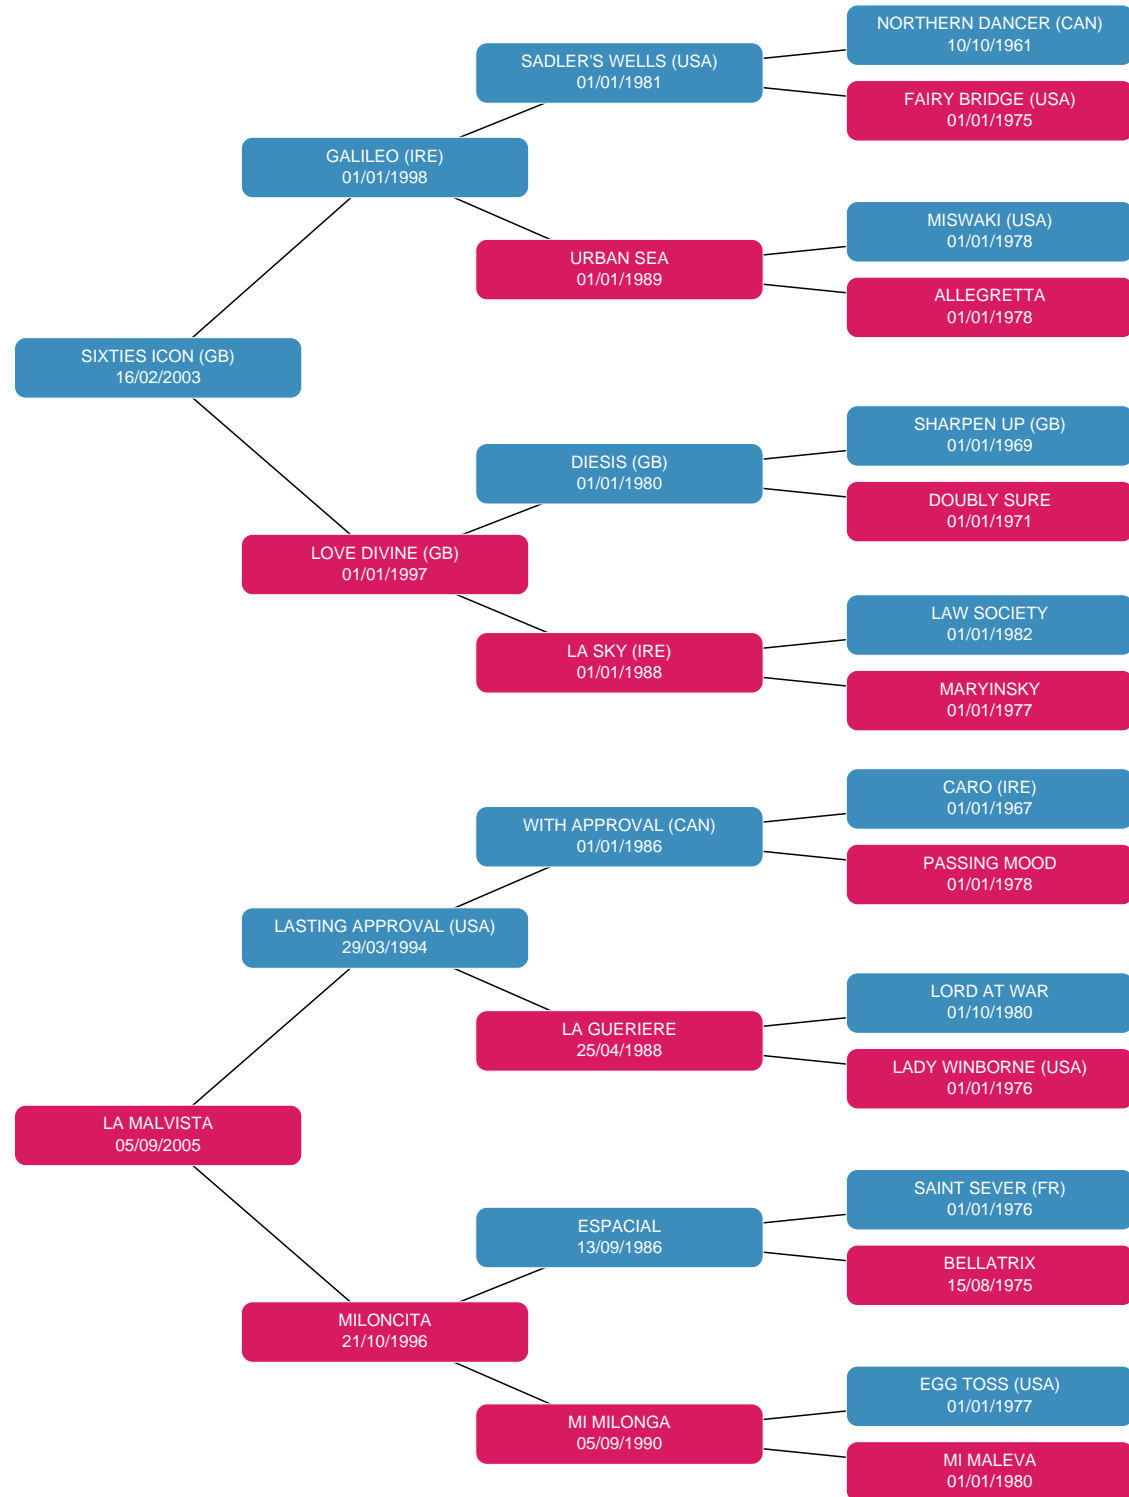 NORTHERN DANCER (CAN)
10/10/1961
SADLER'S WELLS (USA)
01/01/1981
FAIRY BRIDGE (USA)
01/01/1975
GALILEO (IRE)
01/01/1998
MISWAKI (USA)
01/01/1978
URBAN SEA
01/01/1989
ALLEGRETTA
01/01/1978
SIXTIES ICON (GB)
16/02/2003
SHARPEN UP (GB)
01/01/1969
DIESIS (GB)
01/01/1980
DOUBLY SURE
01/01/1971
LOVE DIVINE (GB)
01/01/1997
LAW SOCIETY
01/01/1982
LA SKY (IRE)
01/01/1988
MARYINSKY
01/01/1977
CARO (IRE)
01/01/1967
WITH APPROVAL (CAN)
01/01/1986
PASSING MOOD
01/01/1978
LASTING APPROVAL (USA)
29/03/1994
LORD AT WAR
01/10/1980
LA GUERIERE
25/04/1988
LADY WINBORNE (USA)
01/01/1976
LA MALVISTA
05/09/2005
SAINT SEVER (FR)
01/01/1976
ESPACIAL
13/09/1986
BELLATRIX
15/08/1975
MILONCITA
21/10/1996
EGG TOSS (USA)
01/01/1977
MI MILONGA
05/09/1990
MI MALEVA
01/01/1980